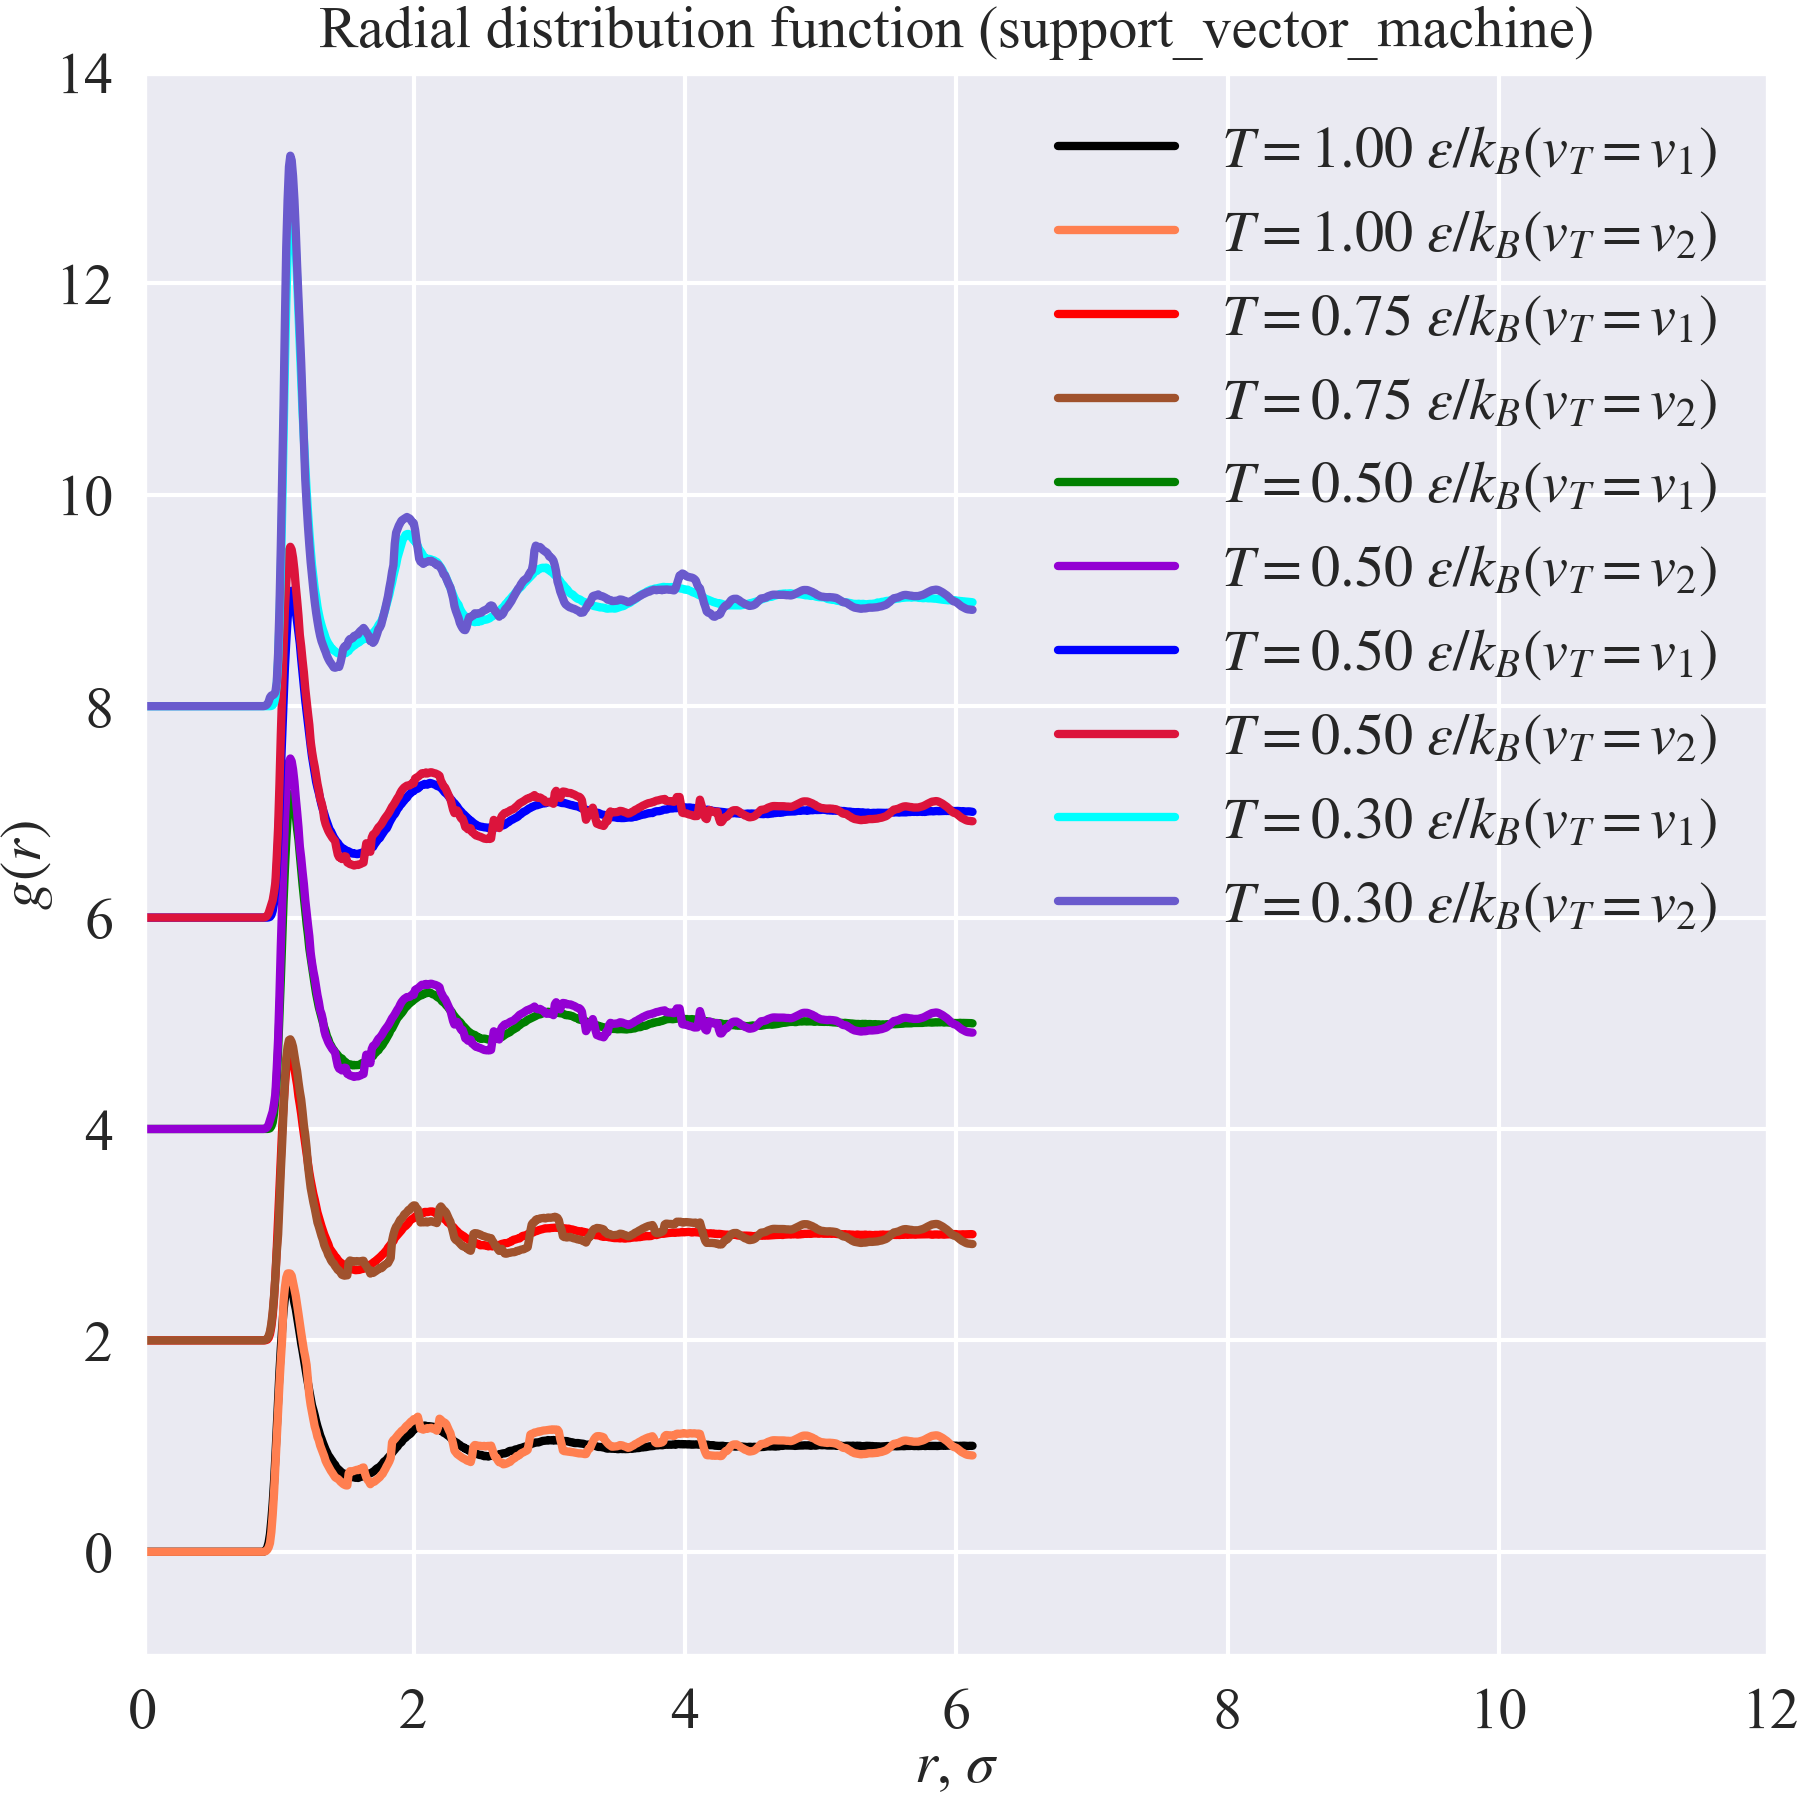 Radial distribution function (support_vector_machine)
14
12
10
8
6
4
2
0
g(r)
T = 1.00 ε/k_B(v_T = v_1)
T = 1.00 ε/k_B(v_T = v_2)
T = 0.75 ε/k_B(v_T = v_1)
T = 0.75 ε/k_B(v_T = v_2)
T = 0.50 ε/k_B(v_T = v_1)
T = 0.50 ε/k_B(v_T = v_2)
T = 0.50 ε/k_B(v_T = v_1)
T = 0.50 ε/k_B(v_T = v_2)
T = 0.30 ε/k_B(v_T = v_1)
T = 0.30 ε/k_B(v_T = v_2)
0 2 4 6 8 10 12
r, σ